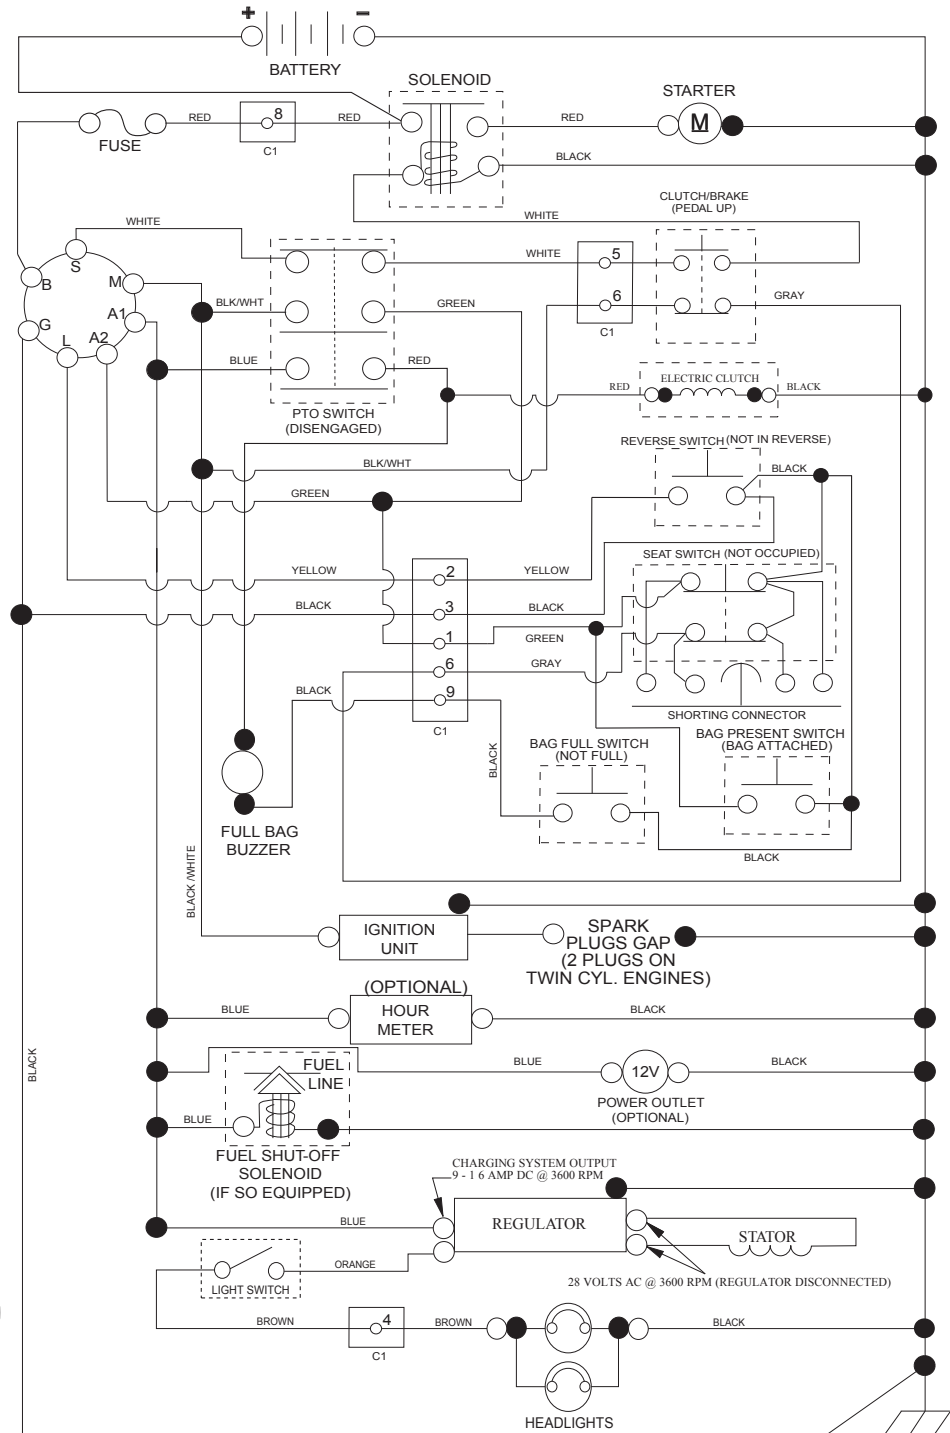 + −
BATTERY
SOLENOID
STARTER
M
RED
8
RED
RED
FUSE
C1
BLACK
CLUTCH/BRAKE
(PEDAL UP)
WHITE
WHITE
WHITE
5
S
B
M
BLK/WHT
GREEN
6
GRAY
A1
G
C1
L
A2
BLUE
RED
RED
ELECTRIC CLUTCH
BLACK
PTO SWITCH
(DISENGAGED)
REVERSE SWITCH (NOT IN REVERSE)
BLK/WHT
BLACK
GREEN
SEAT SWITCH (NOT OCCUPIED)
YELLOW
2
YELLOW
BLACK
3
BLACK
1
GREEN
6
GRAY
BLACK
9
C1
SHORTING CONNECTOR
BAG PRESENT SWITCH
(BAG ATTACHED)
BAG FULL SWITCH
(NOT FULL)
BLACK
FULL BAG
BUZZER
BLACK
BLACK /WHITE
IGNITION
UNIT
SPARK
PLUGS GAP
(2 PLUGS ON
TWIN CYL. ENGINES)
(OPTIONAL)
HOUR
METER
BLUE
BLACK
BLACK
FUEL
LINE
BLUE
12V
BLACK
POWER OUTLET
(OPTIONAL)
BLUE
FUEL SHUT-OFF
SOLENOID
(IF SO EQUIPPED)
CHARGING SYSTEM OUTPUT
9 - 1 6 AMP DC @ 3600 RPM
BLUE
REGULATOR
STATOR
ORANGE
LIGHT SWITCH
28 VOLTS AC @ 3600 RPM (REGULATOR DISCONNECTED)
BROWN
4
BROWN
BLACK
C1
HEADLIGHTS